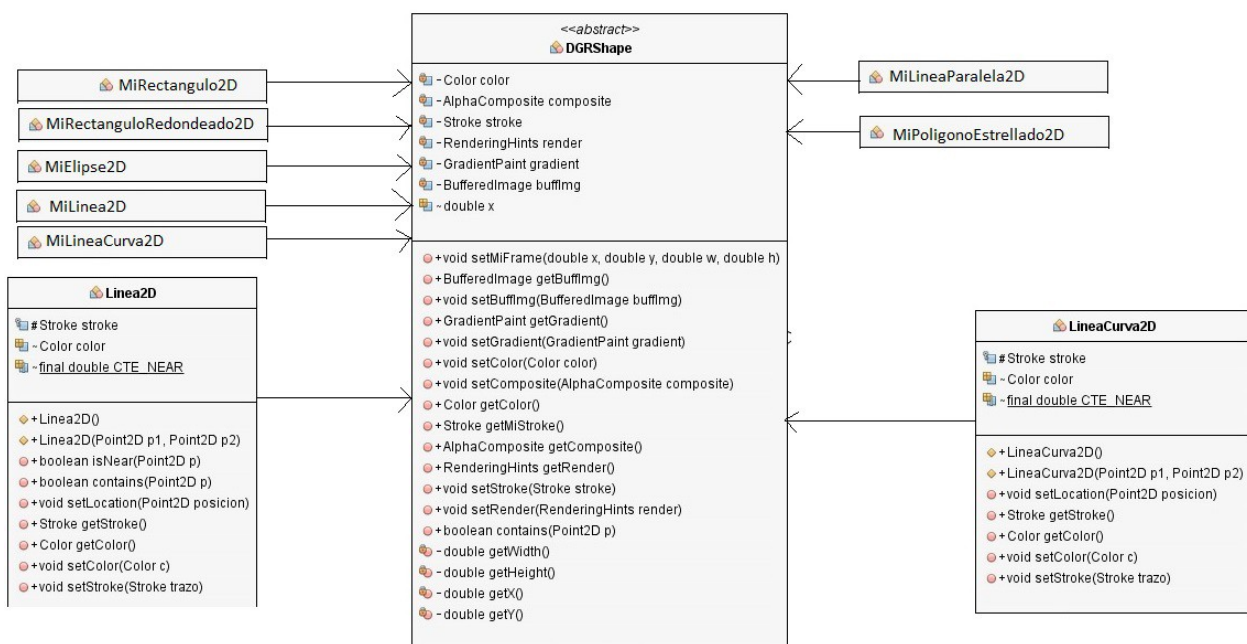 MiRectangulo2D
MiRectanguloRedondeado2D
MiElipse2D
MiLinea2D
MiLineaCurva2D
Linea2D
# Stroke stroke
~ Color color
~ final double CTE_NEAR
+ Linea2D()
+ Linea2D(Point2D p1, Point2D p2)
+ boolean isNear(Point2D p)
+ boolean contains(Point2D p)
+ void setLocation(Point2D posicion)
+ Stroke getStroke()
+ Color getColor()
+ void setColor(Color c)
+ void setStroke(Stroke trazo)
<<abstract>>
DGRShape
- Color color
- AlphaComposite composite
- Stroke stroke
- RenderingHints render
- GradientPaint gradient
- BufferedImage buffImg
~ double x
+ void setMiFrame(double x, double y, double w, double h)
+ BufferedImage getBuffImg()
+ void setBuffImg(BufferedImage buffImg)
+ GradientPaint getGradient()
+ void setGradient(GradientPaint gradient)
+ void setColor(Color color)
+ void setComposite(AlphaComposite composite)
+ Color getColor()
+ Stroke getMiStroke()
+ AlphaComposite getComposite()
+ RenderingHints getRender()
+ void setStroke(Stroke stroke)
+ void setRender(RenderingHints render)
+ boolean contains(Point2D p)
- double getWidth()
- double getHeight()
- double getX()
- double getY()
MiLineaParalela2D
MiPoligonoEstrellado2D
LineaCurva2D
# Stroke stroke
~ Color color
~ final double CTE_NEAR
+ LineaCurva2D()
+ LineaCurva2D(Point2D p1, Point2D p2)
+ void setLocation(Point2D posicion)
+ Stroke getStroke()
+ Color getColor()
+ void setColor(Color c)
+ void setStroke(Stroke trazo)